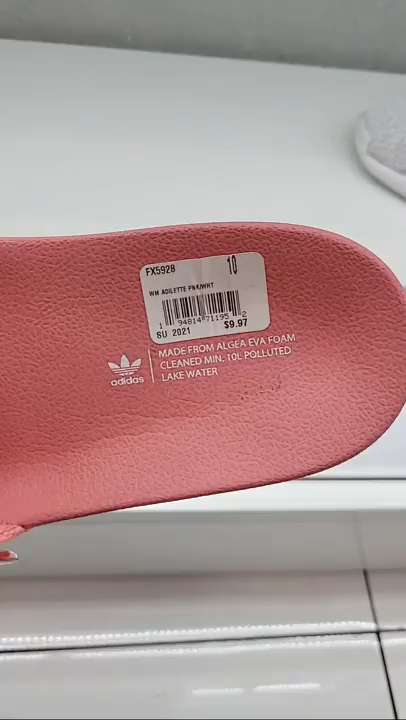 FX5928 10
WM ADILETTE PNK/WHT
1 94814 71195 2
SU 2021 $9.97
adidas
MADE FROM ALGEA EVA FOAM
CLEANED MIN. 10L POLLUTED
LAKE WATER